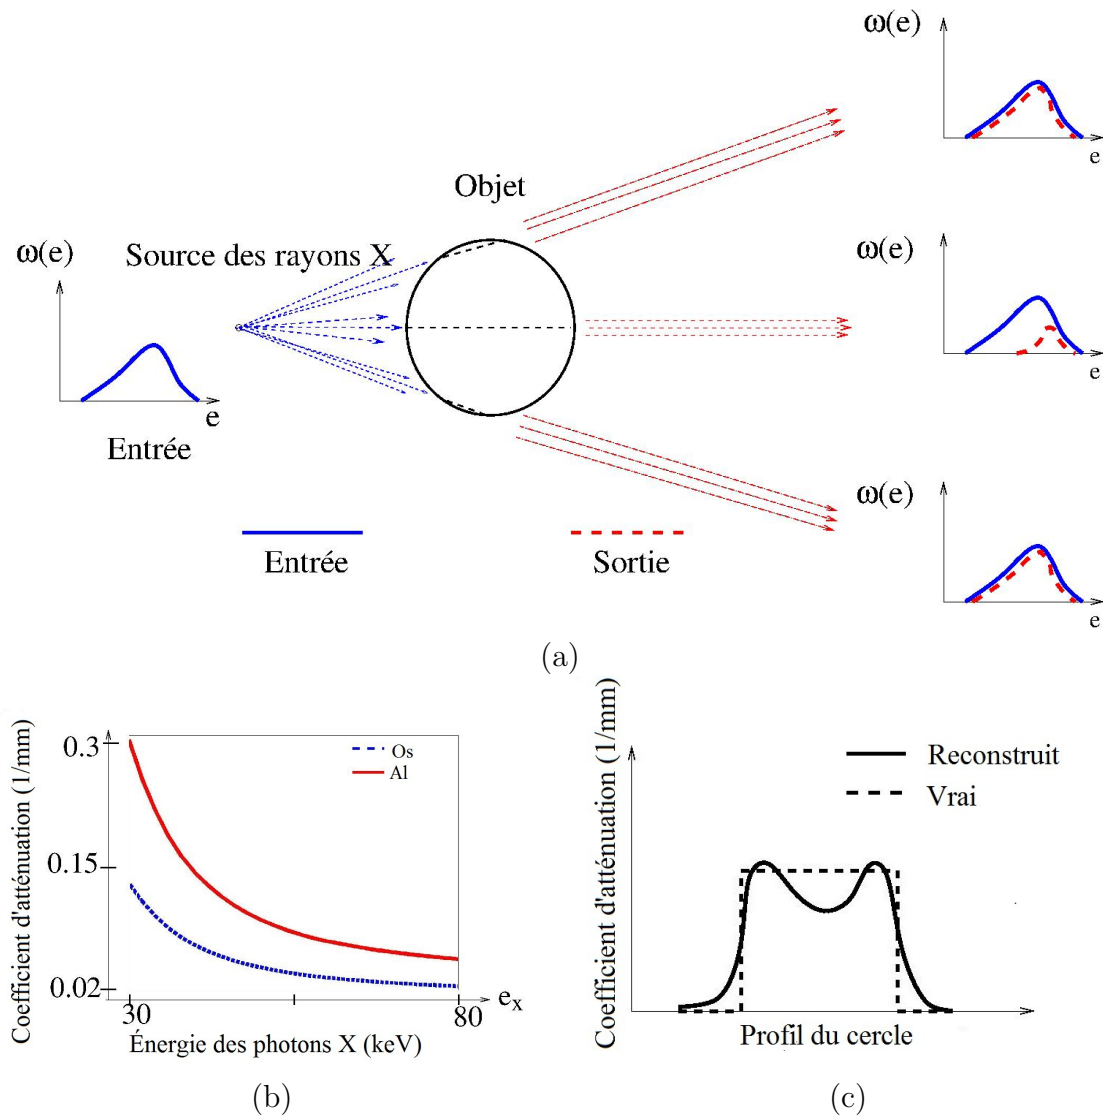 ω(e)
e
Objet
Source des rayons X
ω(e)
e
Entrée
ω(e)
e
ω(e)
e
Entrée
Sortie
(a)
Coefficient d'atténuation (1/mm)
0.3
0.15
0.02
Os
Al
30
80
e_x
Énergie des photons X (keV)
(b)
Coefficient d'atténuation (1/mm)
Reconstruit
Vrai
Profil du cercle
(c)